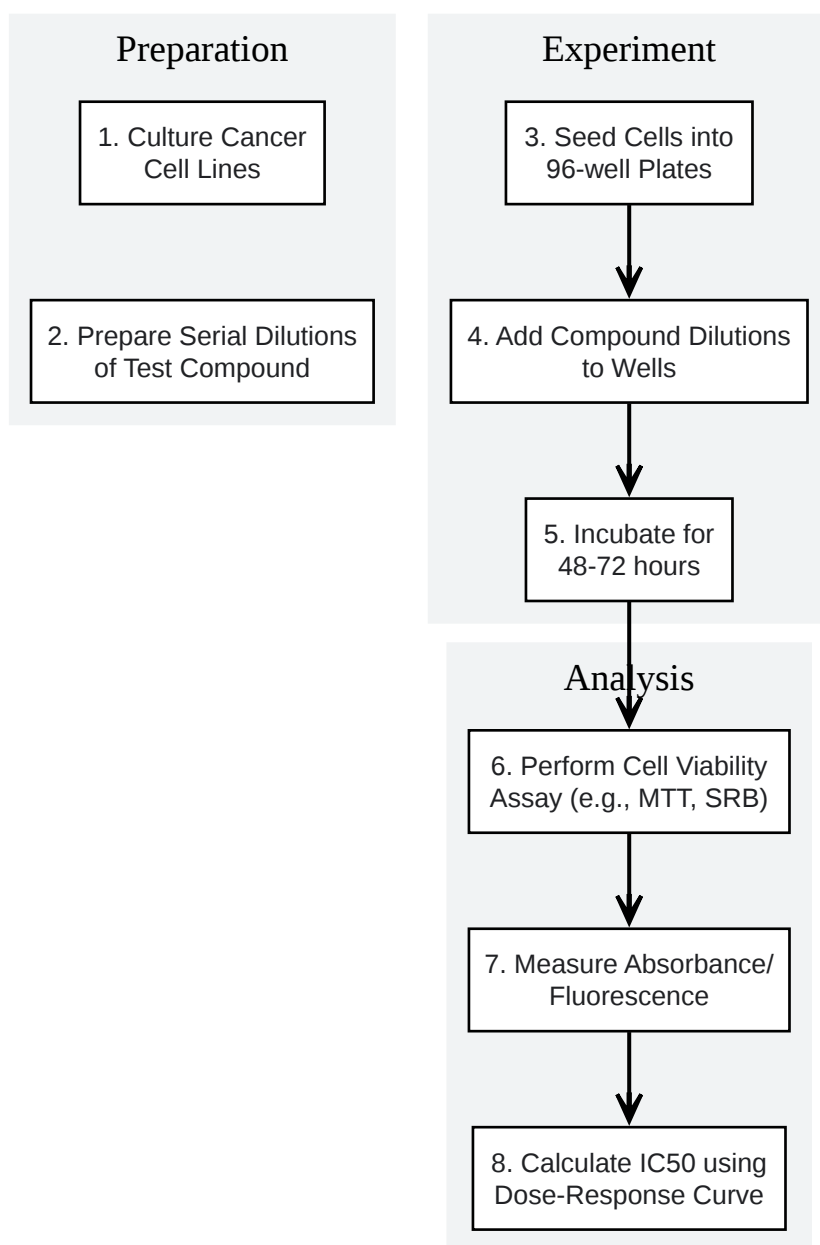 Preparation
1. Culture Cancer
Cell Lines
2. Prepare Serial Dilutions
of Test Compound
Experiment
3. Seed Cells into
96-well Plates
4. Add Compound Dilutions
to Wells
5. Incubate for
48-72 hours
Analysis
6. Perform Cell Viability
Assay (e.g., MTT, SRB)
7. Measure Absorbance/
Fluorescence
8. Calculate IC50 using
Dose-Response Curve